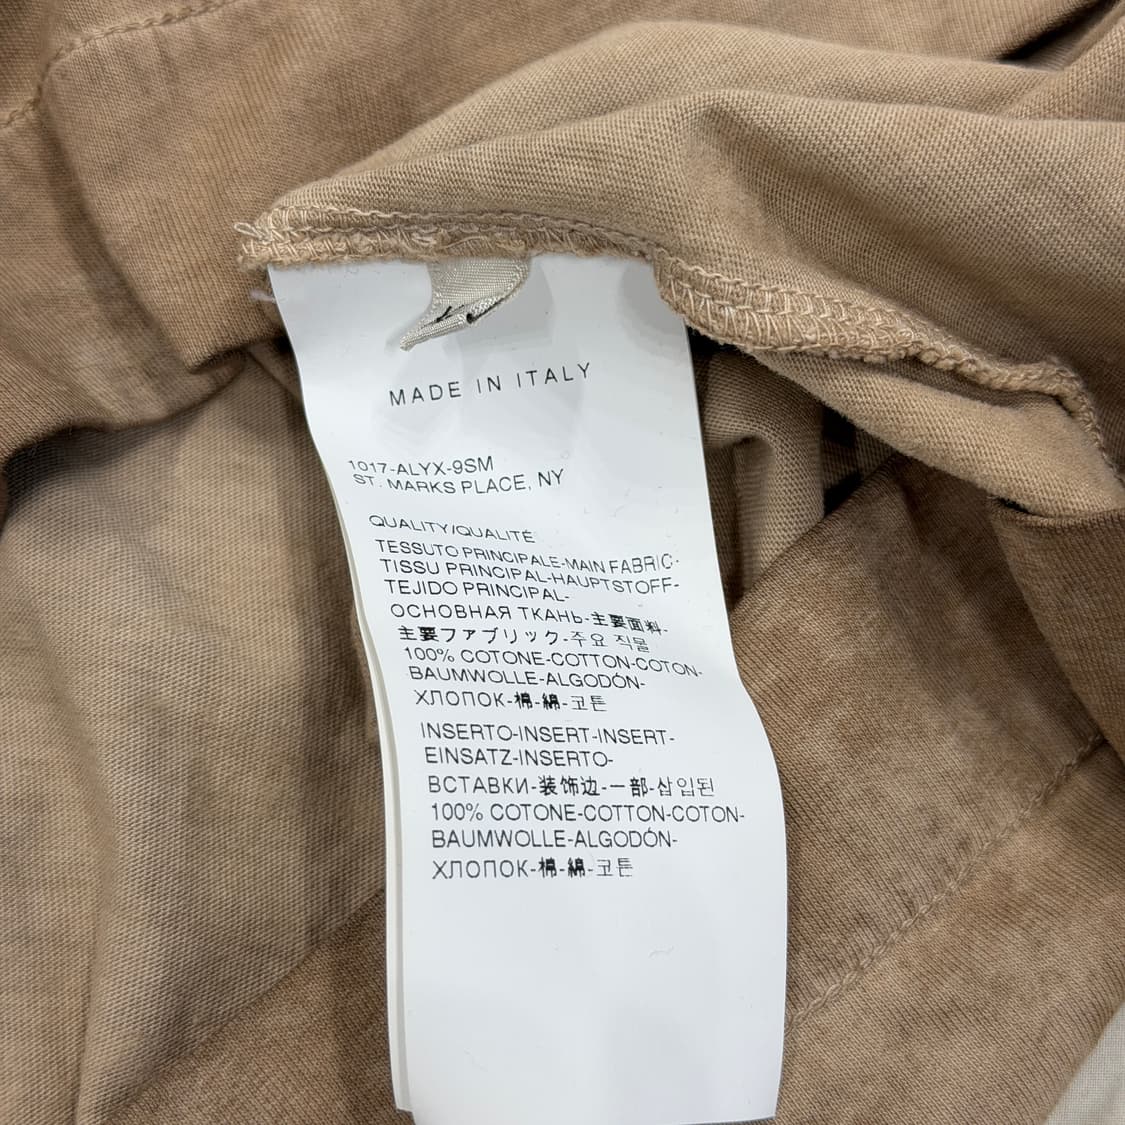 MADE IN ITALY
1017-ALYX-9SM
ST. MARKS PLACE, NY
QUALITY/QUALITÉ
TESSUTO PRINCIPALE-MAIN FABRIC-
TISSU PRINCIPAL-HAUPTSTOFF-
TEJIDO PRINCIPAL-
ОСНОВНАЯ ТКАНЬ-主要面料-
主要ファブリック-주요 직물
100% COTONE-COTTON-COTON-
BAUMWOLLE-ALGODÓN-
ХЛОПОК-棉-綿-코튼
INSERTO-INSERT-INSERT-
EINSATZ-INSERTO-
ВСТАВКИ-装饰边-一部-삽입된
100% COTONE-COTTON-COTON-
BAUMWOLLE-ALGODÓN-
ХЛОПОК-棉-綿-코튼